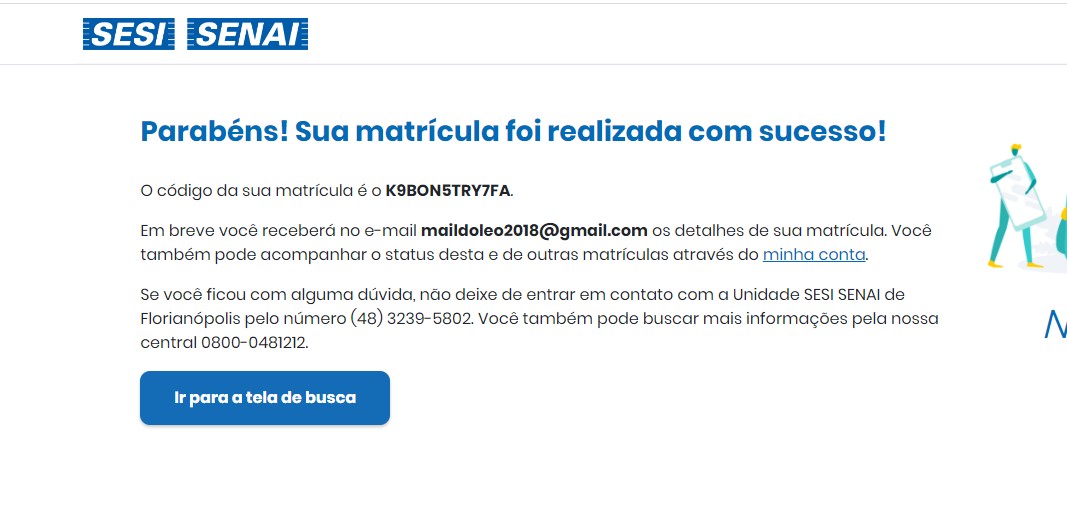 SESI SENAI
Parabéns! Sua matrícula foi realizada com sucesso!
O código da sua matrícula é o K9BON5TRY7FA.
Em breve você receberá no e-mail maildoleo2018@gmail.com os detalhes de sua matrícula. Você
também pode acompanhar o status desta e de outras matrículas através do minha conta.
Se você ficou com alguma dúvida, não deixe de entrar em contato com a Unidade SESI SENAI de
Florianópolis pelo número (48) 3239-5802. Você também pode buscar mais informações pela nossa
central 0800-0481212.
Ir para a tela de busca